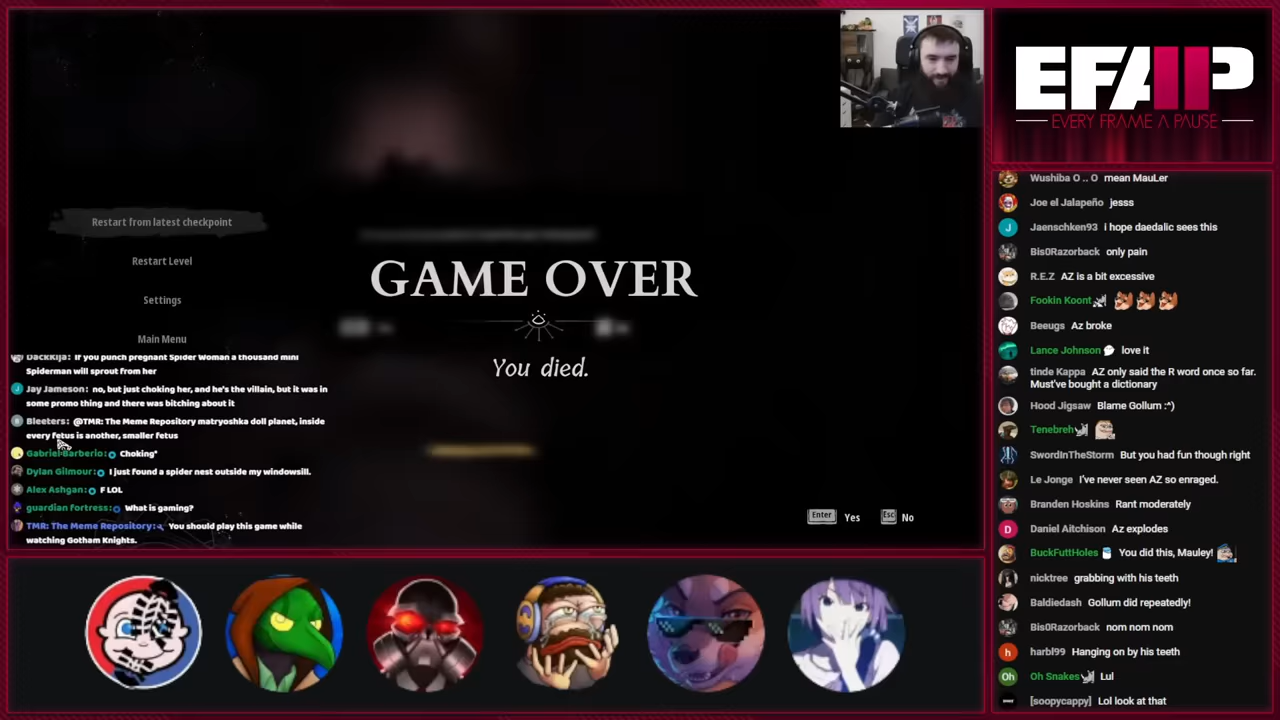 Restart from latest checkpoint
Restart Level
Settings
Main Menu
GAME OVER
You died.
Enter Yes Esc No
Dackkija: If you punch pregnant Spider Woman a thousand mini
Spiderman will sprout from her
Jay Jameson: no, but just choking her, and he's the villain, but it was in
some promo thing and there was bitching about it
Bleeters: @TMR: The Meme Repository matryoshka doll planet, inside
every fetus is another, smaller fetus
Gabriel Barberio: Choking*
Dylan Gilmour: I just found a spider nest outside my windowsill.
Alex Ashgan: F LOL
guardian fortress: What is gaming?
TMR: The Meme Repository: You should play this game while
watching Gotham Knights.
EFAP
EVERY FRAME A PAUSE
Wushiba O .. O mean MauLer
Joe el Jalapeño jesss
Jaenschken93 i hope daedalic sees this
Bis0Razorback only pain
R.E.Z AZ is a bit excessive
Fookin Koont
Beeugs Az broke
Lance Johnson love it
tinde Kappa AZ only said the R word once so far.
Must've bought a dictionary
Hood Jigsaw Blame Gollum :^)
Tenebreh
SwordInTheStorm But you had fun though right
Le Jonge I've never seen AZ so enraged.
Branden Hoskins Rant moderately
Daniel Aitchison Az explodes
BuckFuttHoles You did this, Mauley!
nicktree grabbing with his teeth
Baldiedash Gollum did repeatedly!
Bis0Razorback nom nom nom
harbl99 Hanging on by his teeth
Oh Snakes Lul
[soopycappy] Lol look at that